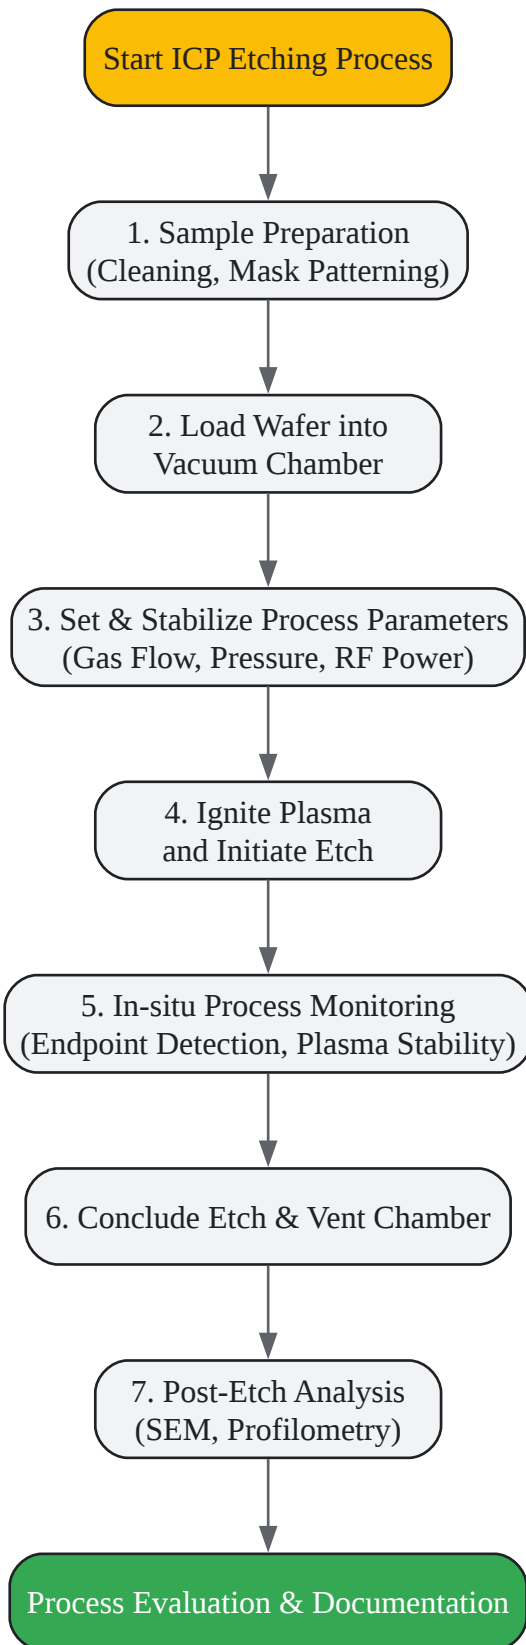 Start ICP Etching Process
1. Sample Preparation
(Cleaning, Mask Patterning)
2. Load Wafer into
Vacuum Chamber
3. Set & Stabilize Process Parameters
(Gas Flow, Pressure, RF Power)
4. Ignite Plasma
and Initiate Etch
5. In-situ Process Monitoring
(Endpoint Detection, Plasma Stability)
6. Conclude Etch & Vent Chamber
7. Post-Etch Analysis
(SEM, Profilometry)
Process Evaluation & Documentation